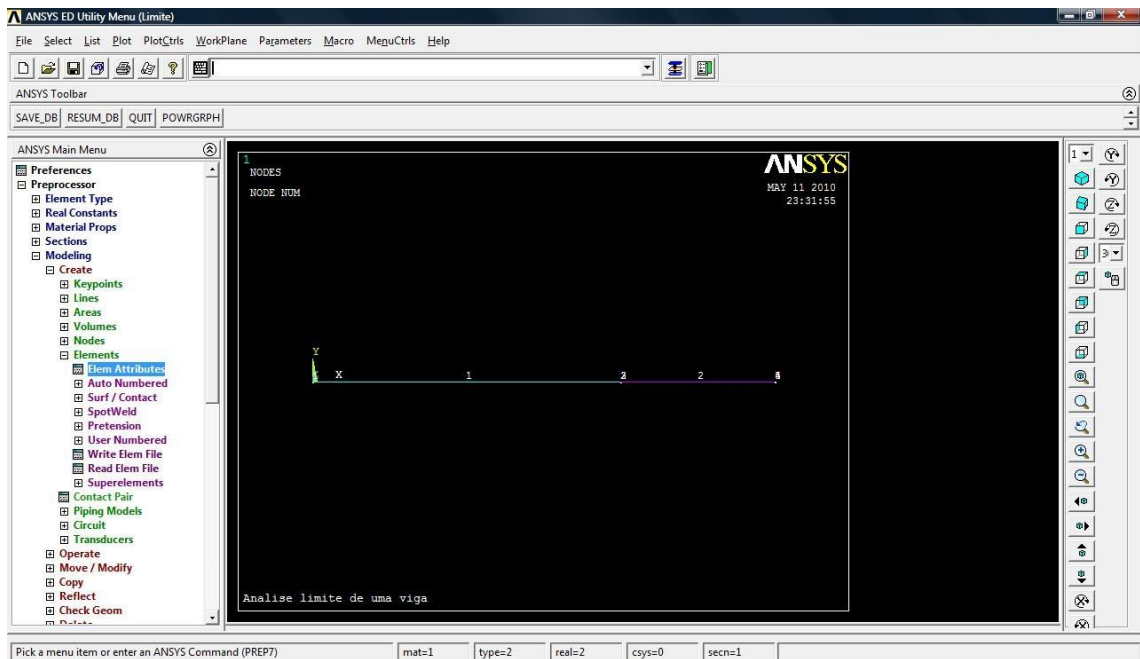 ANSYS ED Utility Menu (Limite)
File Select List Plot PlotCtrls WorkPlane Parameters Macro MenuCtrls Help
ANSYS Toolbar
SAVE_DB RESUM_DB QUIT POWRGRPH
ANSYS Main Menu
Preferences
Preprocessor
Element Type
Real Constants
Material Props
Sections
Modeling
Create
Keypoints
Lines
Areas
Volumes
Nodes
Elements
Elem Attributes
Auto Numbered
Surf / Contact
SpotWeld
Pretension
User Numbered
Write Elem File
Read Elem File
Superelements
Contact Pair
Piping Models
Circuit
Transducers
Operate
Move / Modify
Copy
Reflect
Check Geom
1
NODES
NODE NUM
ANSYS
MAY 11 2010
23:31:55
Y
X 1 2
Analise limite de uma viga
1
Pick a menu item or enter an ANSYS Command (PREP7) mat=1 type=2 real=2 csys=0 secn=1